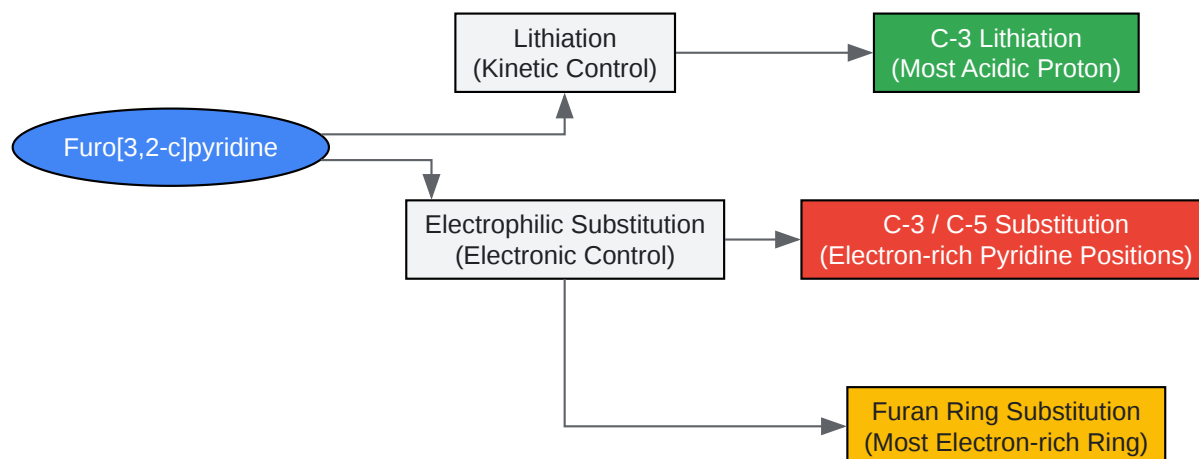 Lithiation
(Kinetic Control)
C-3 Lithiation
(Most Acidic Proton)
Furo[3,2-c]pyridine
Electrophilic Substitution
(Electronic Control)
C-3 / C-5 Substitution
(Electron-rich Pyridine Positions)
Furan Ring Substitution
(Most Electron-rich Ring)